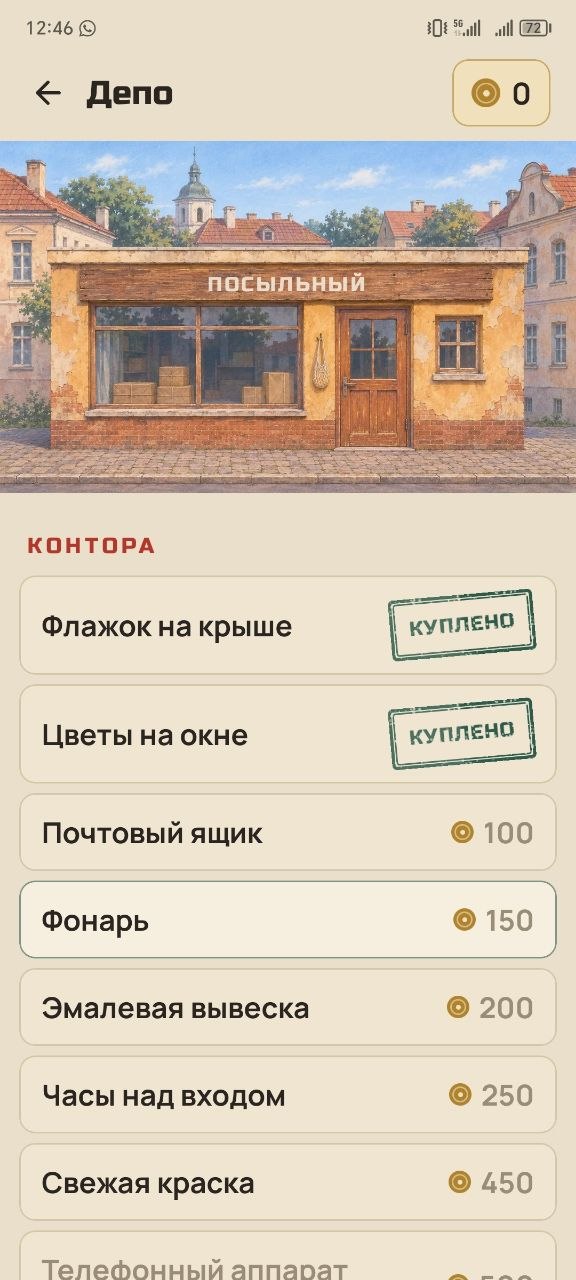 12:46
5G
72
Депо
0
ПОСЫЛЬНЫЙ
КОНТОРА
Флажок на крыше
КУПЛЕНО
Цветы на окне
КУПЛЕНО
Почтовый ящик
100
Фонарь
150
Эмалевая вывеска
200
Часы над входом
250
Свежая краска
450
Телефонный аппарат